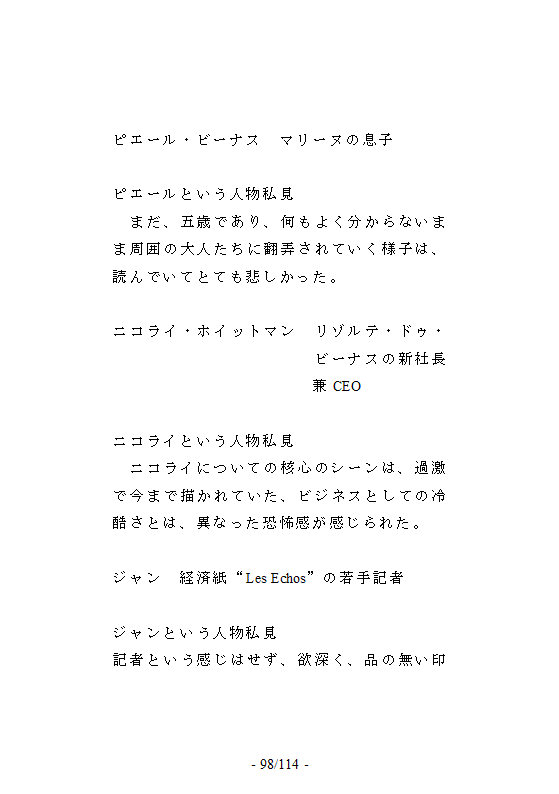 ピエール・ビーナス　マリーヌの息子
ピエールという人物私見
　まだ、五歳であり、何もよく分からないま
ま周囲の大人たちに翻弄されていく様子は、
読んでいてとても悲しかった。
ニコライ・ホイットマン　リゾルテ・ドゥ・
ビーナスの新社長
兼 CEO
ニコライという人物私見
　ニコライについての核心のシーンは、過激
で今まで描かれていた、ビジネスとしての冷
酷さとは、異なった恐怖感が感じられた。
ジャン　経済紙“Les Echos”の若手記者
ジャンという人物私見
記者という感じはせず、欲深く、品の無い印
- 98/114 -